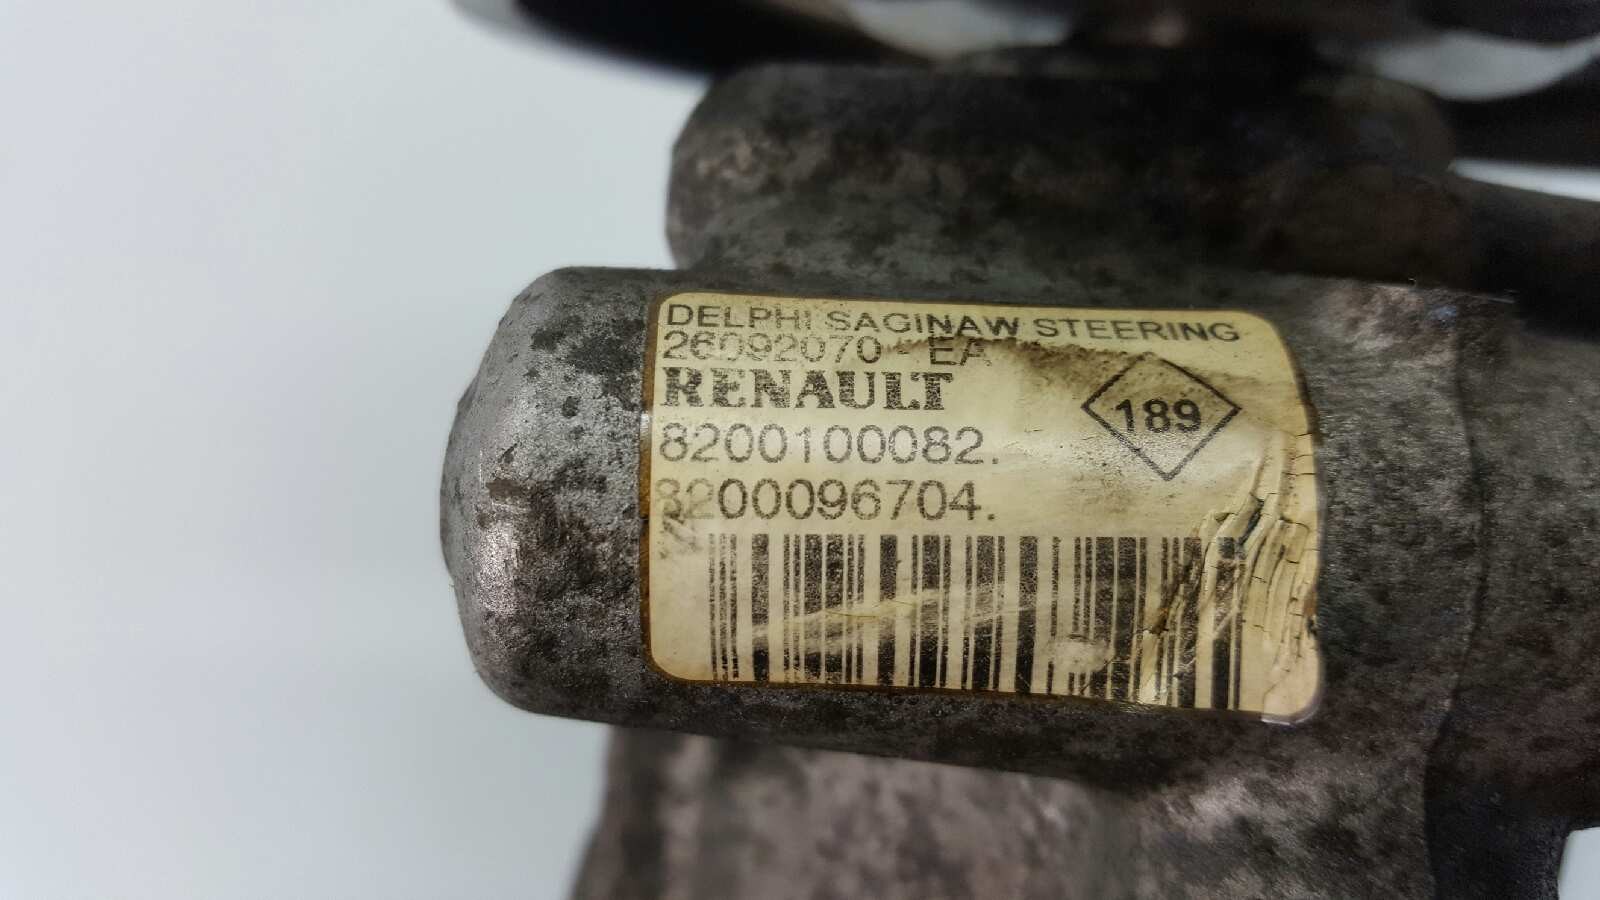 DELPHI SAGINAW STEERING
26092070 - EA
RENAULT
189
8200100082.
8200096704.